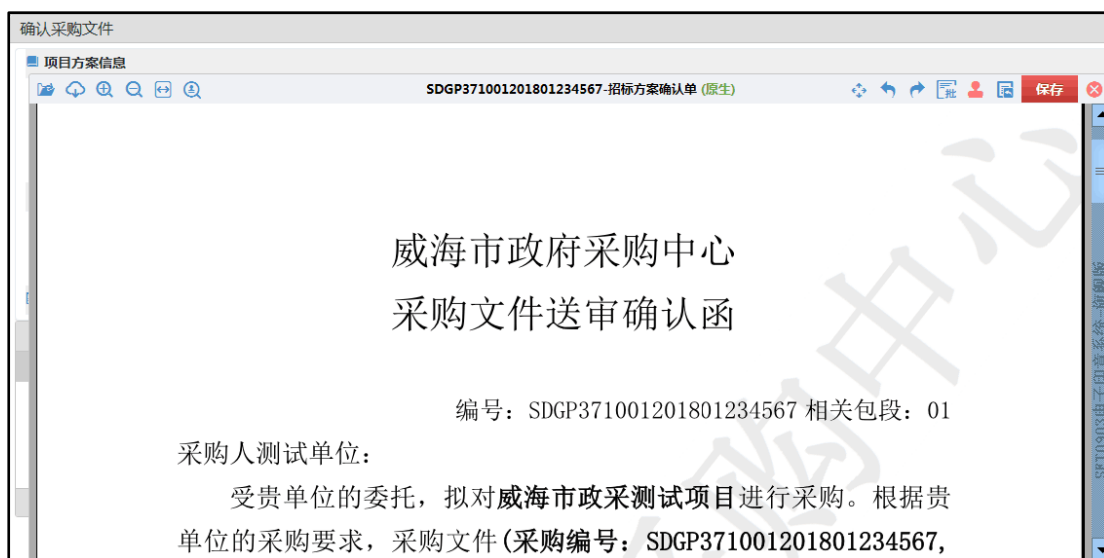 确认采购文件
项目方案信息
SDGP371001201801234567-招标方案确认单 (原生)
批
保存
威海市政府采购中心
采购文件送审确认函
编号：SDGP371001201801234567 相关包段：01
采购人测试单位：
受贵单位的委托，拟对威海市政采测试项目进行采购。根据贵
单位的采购要求，采购文件(采购编号：SDGP371001201801234567,
采购中心